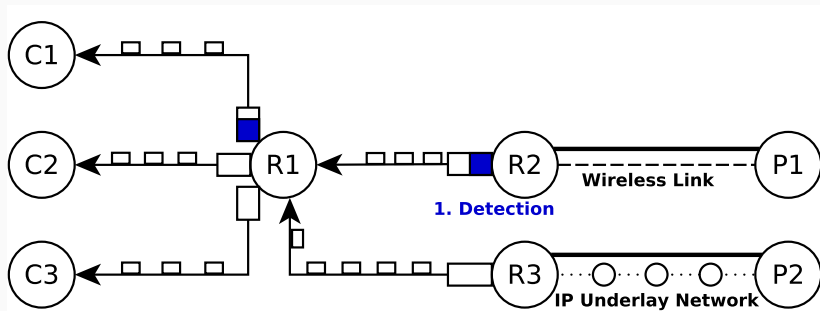 C1
C2
R1
R2
P1
Wireless Link
1. Detection
C3
R3
P2
IP Underlay Network